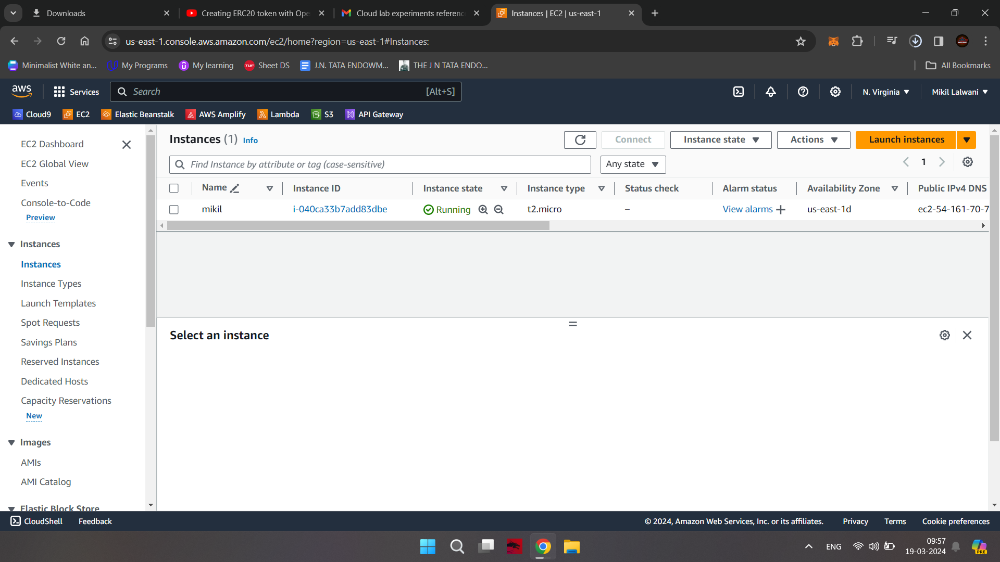 Downloads
Creating ERC20 token with Ope
Cloud lab experiments referenc
Instances | EC2 | us-east-1
us-east-1.console.aws.amazon.com/ec2/home?region=us-east-1#Instances:
Minimalist White an...
My Programs
My learning
TUF
Sheet DS
J.N. TATA ENDOWM...
THE J N TATA ENDO...
All Bookmarks
aws
Services
Search
[Alt+S]
N. Virginia
Mikil Lalwani
Cloud9
EC2
Elastic Beanstalk
AWS Amplify
Lambda
S3
API Gateway
EC2 Dashboard
EC2 Global View
Events
Console-to-Code
Preview
Instances
Instances
Instance Types
Launch Templates
Spot Requests
Savings Plans
Reserved Instances
Dedicated Hosts
Capacity Reservations
New
Images
AMIs
AMI Catalog
Elastic Block Store
Instances (1) Info
Connect
Instance state
Actions
Launch instances
Find Instance by attribute or tag (case-sensitive)
Any state
1
Name
Instance ID
Instance state
Instance type
Status check
Alarm status
Availability Zone
Public IPv4 DNS
mikil
i-040ca33b7add83dbe
Running
t2.micro
–
View alarms +
us-east-1d
ec2-54-161-70-7
Select an instance
CloudShell
Feedback
© 2024, Amazon Web Services, Inc. or its affiliates.
Privacy
Terms
Cookie preferences
ENG
09:57
19-03-2024
PRE